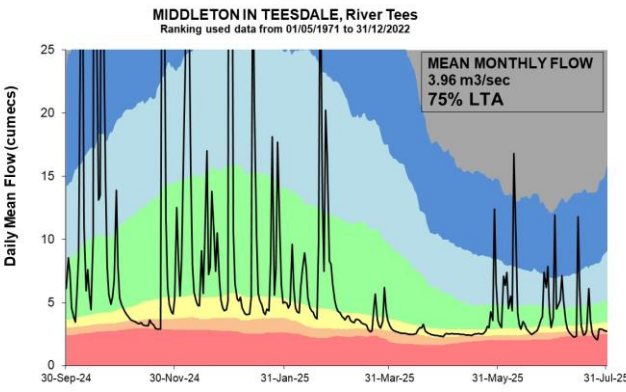 MIDDLETON IN TEESDALE, River Tees
Ranking used data from 01/05/1971 to 31/12/2022
MEAN MONTHLY FLOW
3.96 m3/sec
75% LTA
Daily Mean Flow (cumecs)
25
20
15
10
5
0
30-Sep-24 30-Nov-24 31-Jan-25 31-Mar-25 31-May-25 31-Jul-25